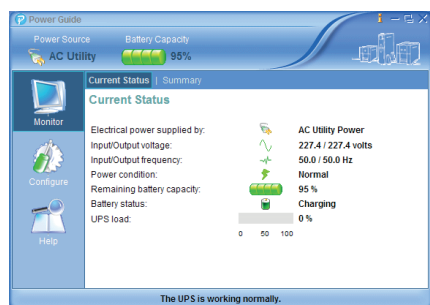 Power Guide
Power Source Battery Capacity
AC Utility 95%
Current Status | Summary
Current Status
Monitor
Configure
Help
Electrical power supplied by: AC Utility Power
Input/Output voltage: 227.4 / 227.4 volts
Input/Output frequency: 50.0 / 50.0 Hz
Power condition: Normal
Remaining battery capacity: 95 %
Battery status: Charging
UPS load: 0 %
0 50 100
The UPS is working normally.